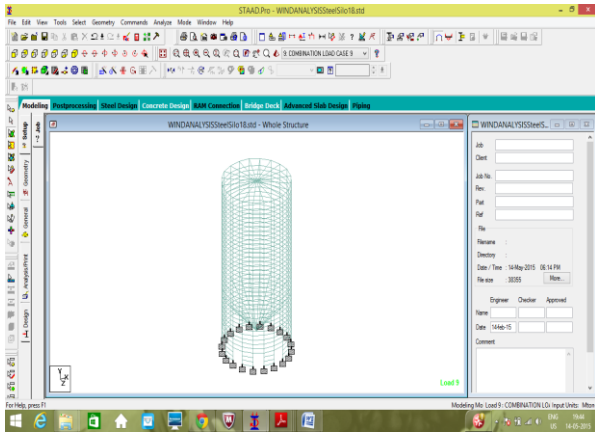 STAAD.Pro - WINDANALYSISSteelSilo18.std
File Edit View Tools Select Geometry Commands Analyze Mode Window Help
9: COMBINATION LOAD CASE 9
Modeling Postprocessing Steel Design Concrete Design RAM Connection Bridge Deck Advanced Slab Design Piping
Setup
Job
Geometry
General
Analysis/Print
Design
WINDANALYSISSteelSilo18.std - Whole Structure
Y
X
Z
Load 9
WINDANALYSISSteelS...
Job
Client
Job No.
Rev.
Part
Ref
File
Filename :
Directory :
Date / Time : 14-May-2015 06:14 PM
File size : 38355 More...
Engineer Checker Approved
Name
Date 14-feb-15
Comment
For Help, press F1
Modeling Mo Load 9 : COMBINATION LO Input Units: Mton
ENG 19:44
US 14-05-2015